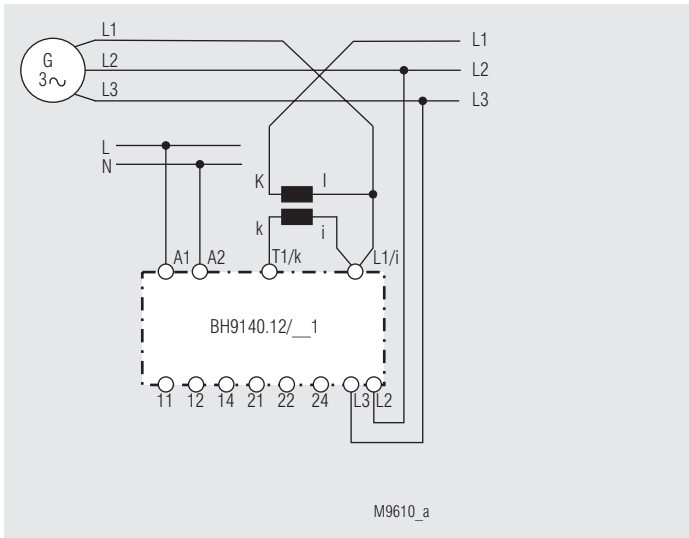 L1
G
3~
L2
L3
L1
L2
L3
L
N
K
l
k
i
A1
A2
T1/k
L1/i
BH9140.12/__1
11
12
14
21
22
24
L3
L2
M9610_a